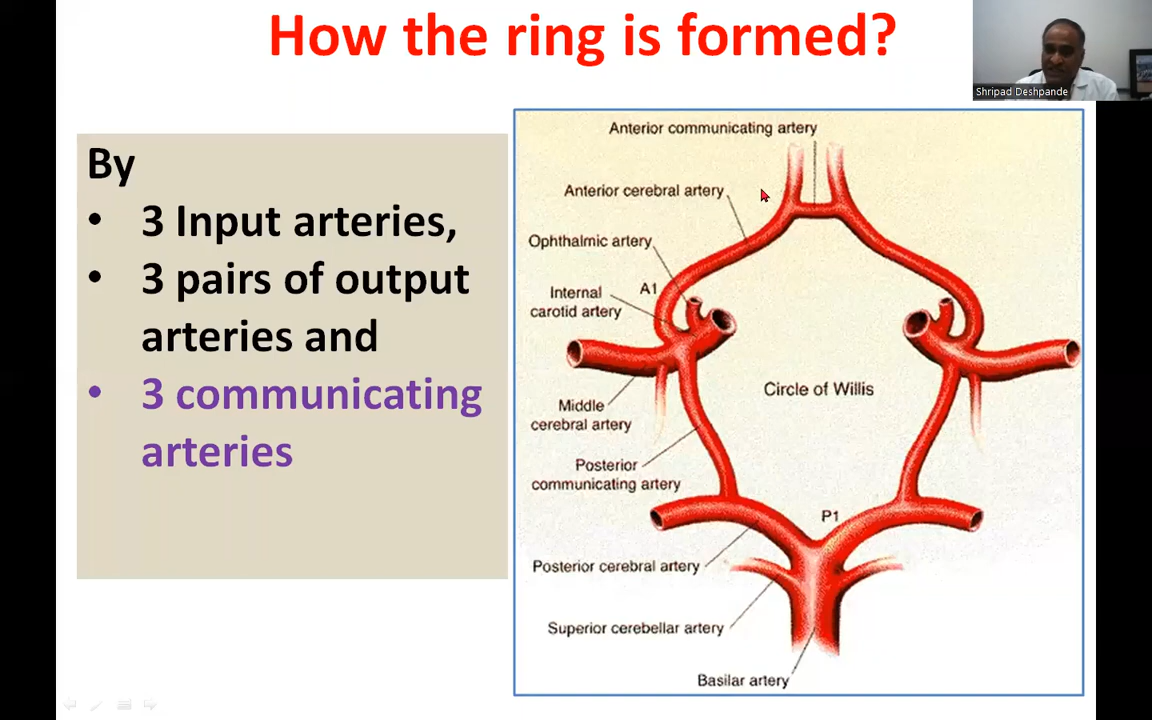 How the ring is formed?
Shripad Deshpande
By
• 3 Input arteries,
• 3 pairs of output
arteries and
• 3 communicating
arteries
Anterior communicating artery
Anterior cerebral artery
Ophthalmic artery
A1
Internal
carotid artery
Circle of Willis
Middle
cerebral artery
Posterior
communicating artery
P1
Posterior cerebral artery
Superior cerebellar artery
Basilar artery